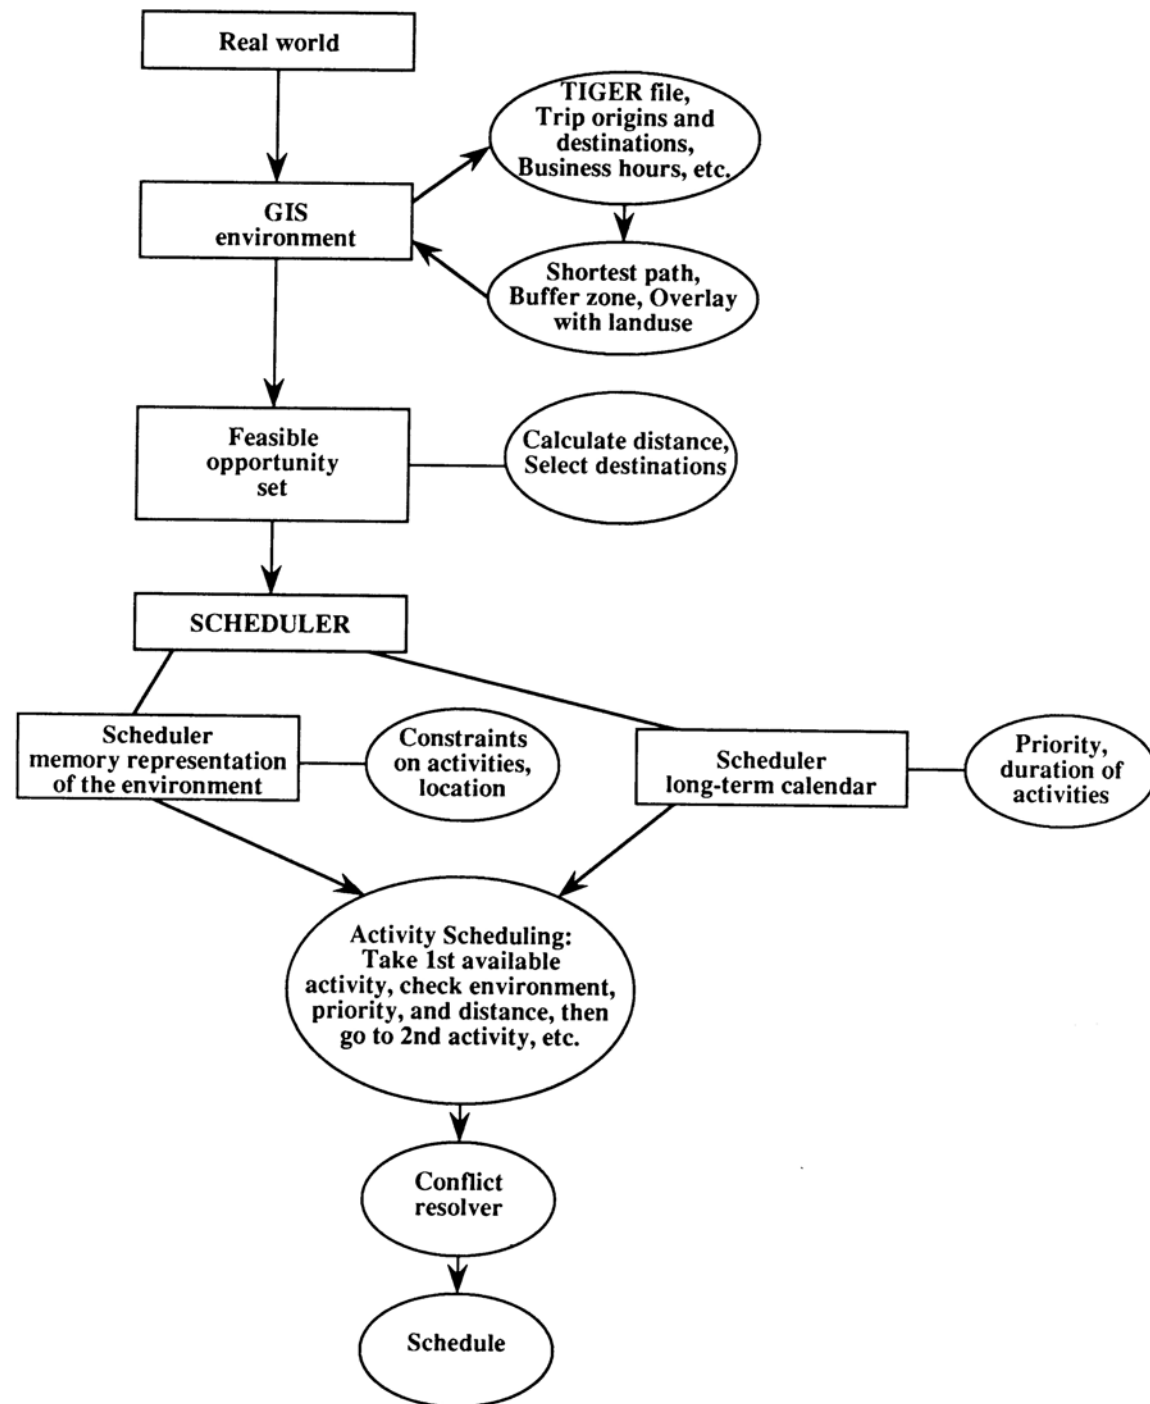 Real world
TIGER file,
Trip origins and
destinations,
Business hours, etc.
GIS
environment
Shortest path,
Buffer zone, Overlay
with landuse
Feasible
opportunity
set
Calculate distance,
Select destinations
SCHEDULER
Scheduler
memory representation
of the environment
Constraints
on activities,
location
Scheduler
long-term calendar
Priority,
duration of
activities
Activity Scheduling:
Take 1st available
activity, check environment,
priority, and distance, then
go to 2nd activity, etc.
Conflict
resolver
Schedule